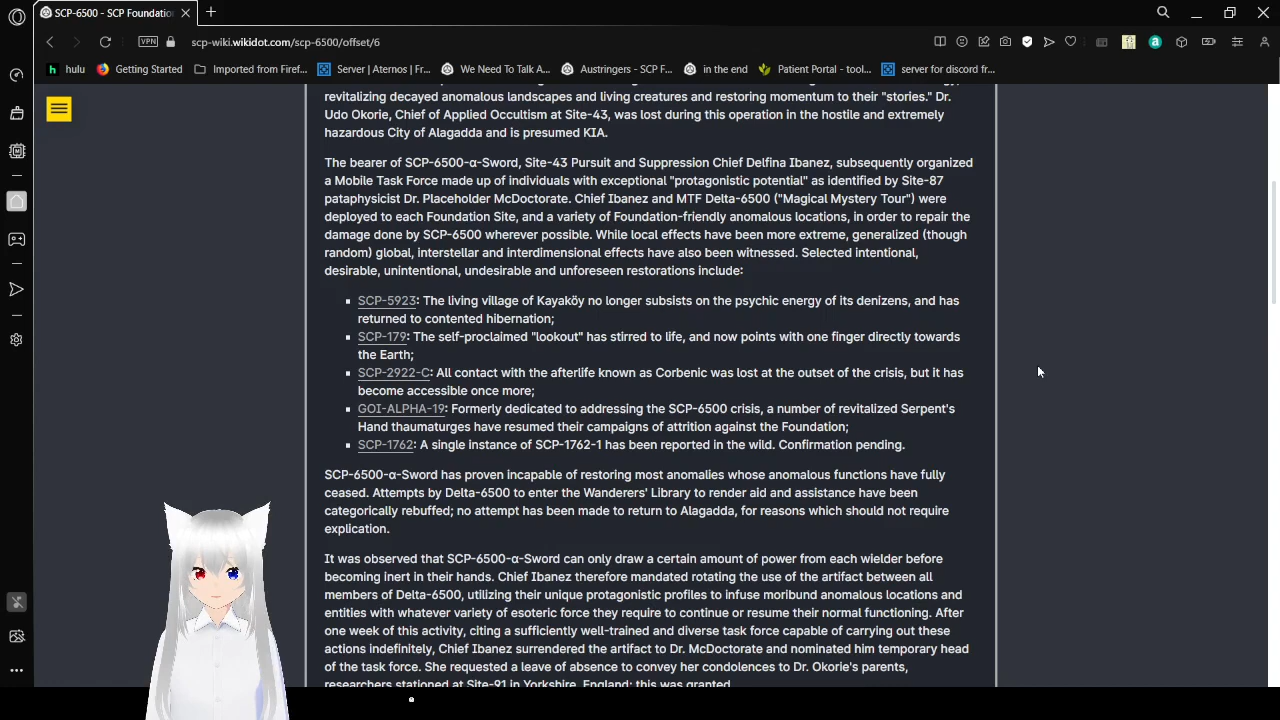 SCP-6500 - SCP Foundatio
scp-wiki.wikidot.com/scp-6500/offset/6
VPN
hulu
Getting Started
Imported from Firef...
Server | Aternos | Fr...
We Need To Talk A...
Austringers - SCP F...
in the end
Patient Portal - tool...
server for discord fr...
revitalizing decayed anomalous landscapes and living creatures and restoring momentum to their "stories." Dr.
Udo Okorie, Chief of Applied Occultism at Site-43, was lost during this operation in the hostile and extremely
hazardous City of Alagadda and is presumed KIA.
The bearer of SCP-6500-α-Sword, Site-43 Pursuit and Suppression Chief Delfina Ibanez, subsequently organized
a Mobile Task Force made up of individuals with exceptional "protagonistic potential" as identified by Site-87
pataphysicist Dr. Placeholder McDoctorate. Chief Ibanez and MTF Delta-6500 ("Magical Mystery Tour") were
deployed to each Foundation Site, and a variety of Foundation-friendly anomalous locations, in order to repair the
damage done by SCP-6500 wherever possible. While local effects have been more extreme, generalized (though
random) global, interstellar and interdimensional effects have also been witnessed. Selected intentional,
desirable, unintentional, undesirable and unforeseen restorations include:
SCP-5923: The living village of Kayaköy no longer subsists on the psychic energy of its denizens, and has
returned to contented hibernation;
SCP-179: The self-proclaimed "lookout" has stirred to life, and now points with one finger directly towards
the Earth;
SCP-2922-C: All contact with the afterlife known as Corbenic was lost at the outset of the crisis, but it has
become accessible once more;
GOI-ALPHA-19: Formerly dedicated to addressing the SCP-6500 crisis, a number of revitalized Serpent's
Hand thaumaturges have resumed their campaigns of attrition against the Foundation;
SCP-1762: A single instance of SCP-1762-1 has been reported in the wild. Confirmation pending.
SCP-6500-α-Sword has proven incapable of restoring most anomalies whose anomalous functions have fully
ceased. Attempts by Delta-6500 to enter the Wanderers' Library to render aid and assistance have been
categorically rebuffed; no attempt has been made to return to Alagadda, for reasons which should not require
explication.
It was observed that SCP-6500-α-Sword can only draw a certain amount of power from each wielder before
becoming inert in their hands. Chief Ibanez therefore mandated rotating the use of the artifact between all
members of Delta-6500, utilizing their unique protagonistic profiles to infuse moribund anomalous locations and
entities with whatever variety of esoteric force they require to continue or resume their normal functioning. After
one week of this activity, citing a sufficiently well-trained and diverse task force capable of carrying out these
actions indefinitely, Chief Ibanez surrendered the artifact to Dr. McDoctorate and nominated him temporary head
of the task force. She requested a leave of absence to convey her condolences to Dr. Okorie's parents,
researchers stationed at Site-91 in Yorkshire, England; this was granted.